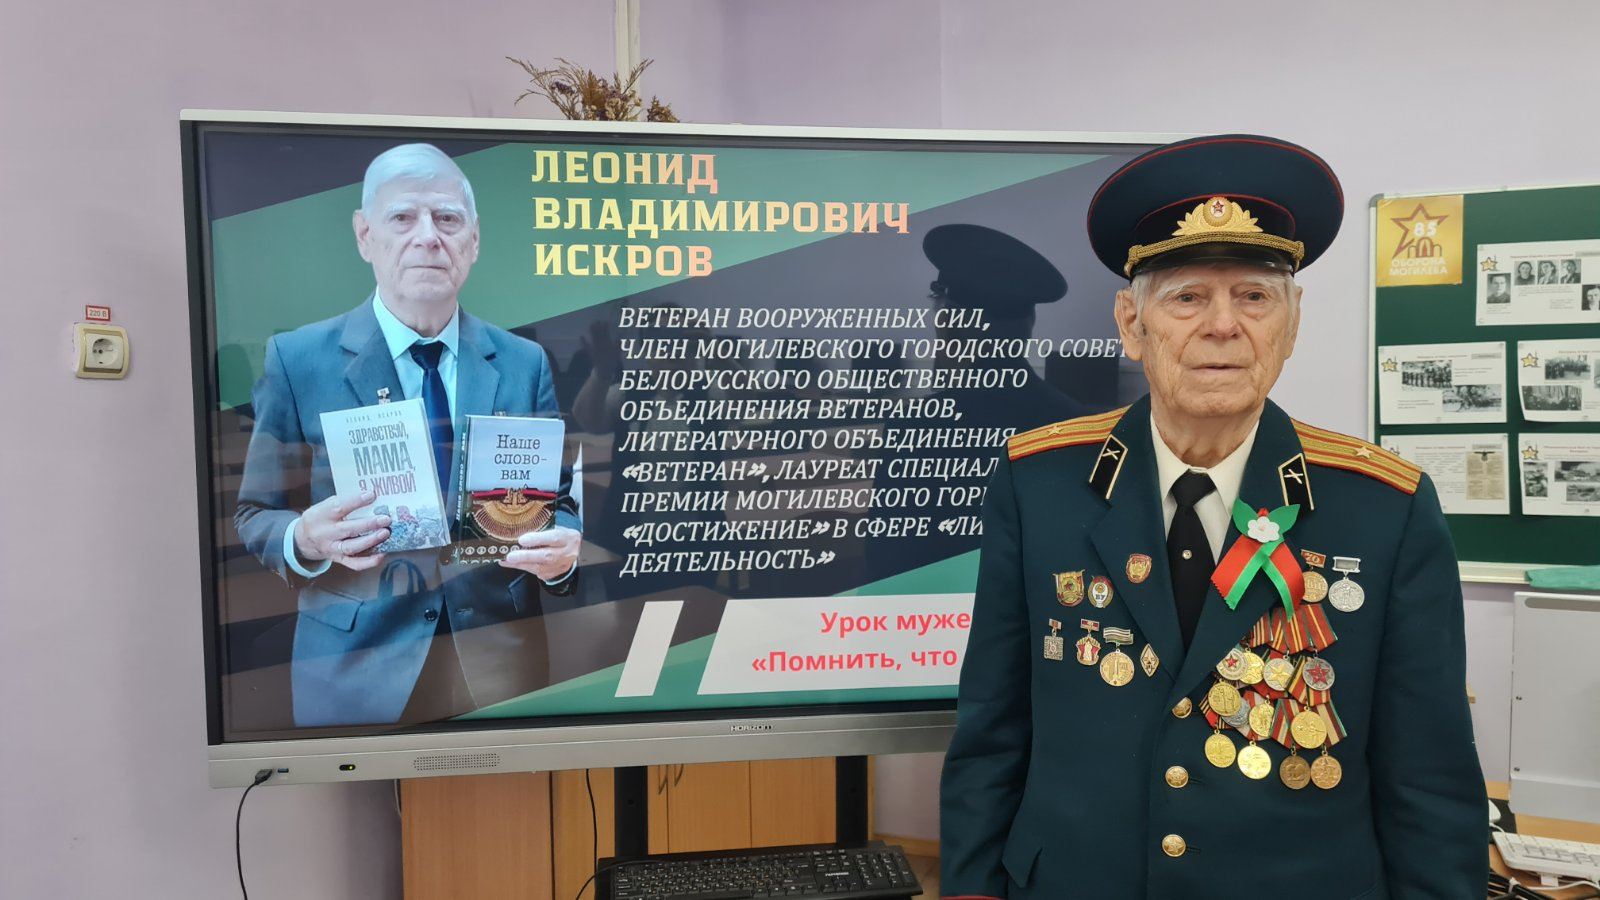 ЛЕОНИД
ВЛАДИМИРОВИЧ
ИСКРОВ
ВЕТЕРАН ВООРУЖЕННЫХ СИЛ,
ЧЛЕН МОГИЛЕВСКОГО ГОРОДСКОГО СОВЕТ
БЕЛОРУССКОГО ОБЩЕСТВЕННОГО
ОБЪЕДИНЕНИЯ ВЕТЕРАНОВ,
ЛИТЕРАТУРНОГО ОБЪЕДИНЕНИЯ
«ВЕТЕРАН», ЛАУРЕАТ СПЕЦИАЛ
ПРЕМИИ МОГИЛЕВСКОГО ГОРИ
«ДОСТИЖЕНИЕ» В СФЕРЕ «ЛИ
ДЕЯТЕЛЬНОСТЬ»
Урок муже
«Помнить, что
ЗДРАВСТВУЙ,
МАМА,
Я ЖИВОЙ
Наше
слово-
вам
HORIZONT
220 В
85
ОБОРОНА
МОГИЛЕВА
70